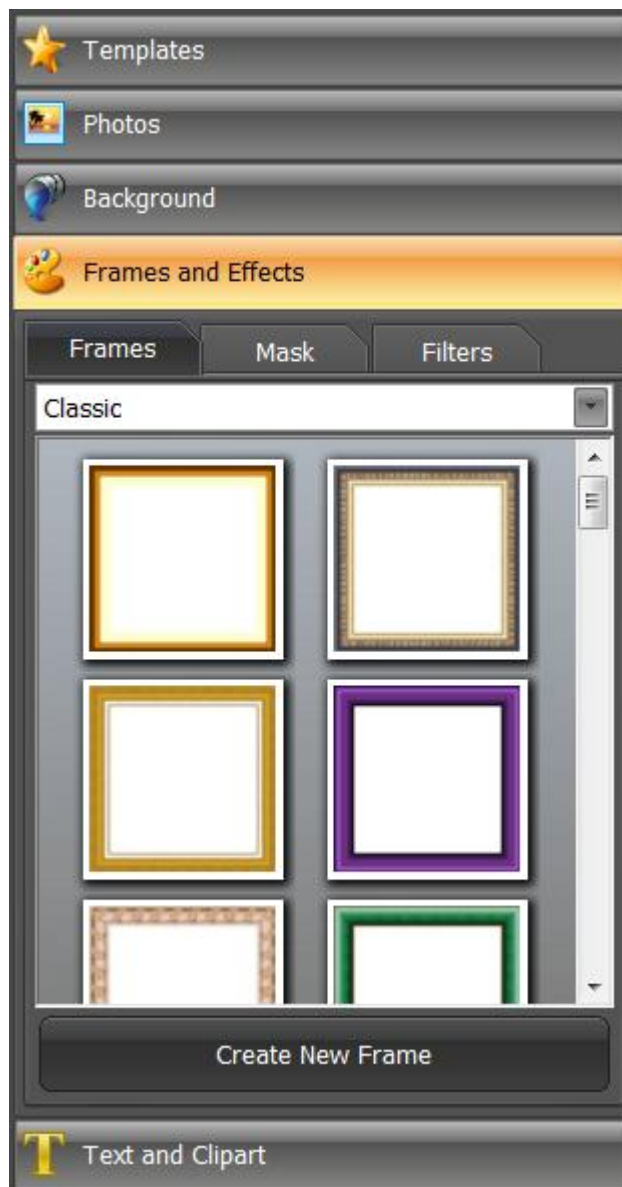 Templates
Photos
Background
Frames and Effects
Frames Mask Filters
Classic
Create New Frame
Text and Clipart